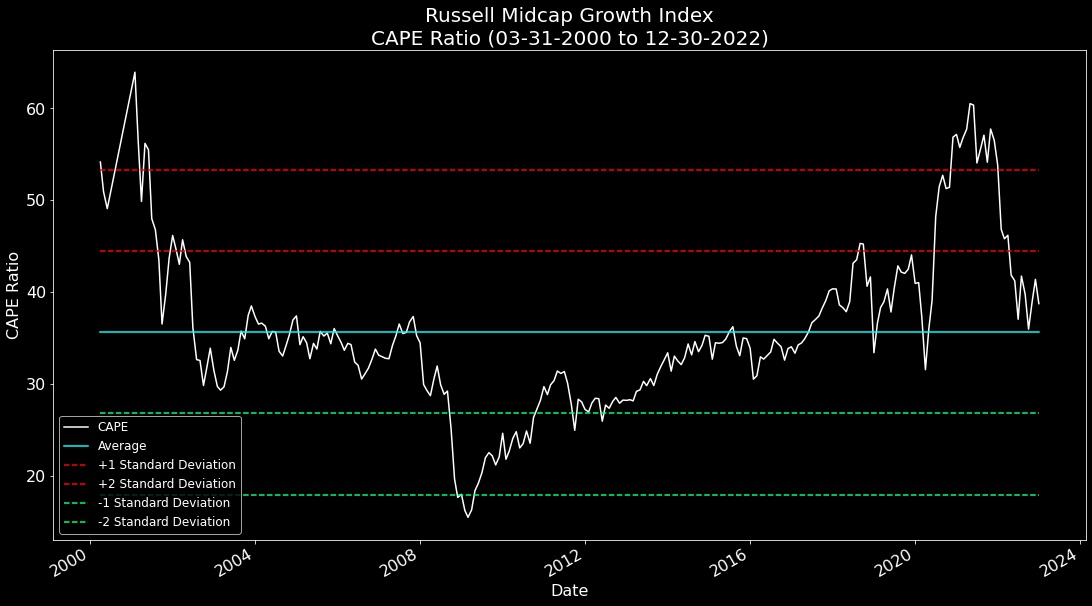 Russell Midcap Growth Index
CAPE Ratio (03-31-2000 to 12-30-2022)
CAPE Ratio
60
50
40
30
20
CAPE
Average
+1 Standard Deviation
+2 Standard Deviation
-1 Standard Deviation
-2 Standard Deviation
2000
2004
2008
2012
2016
2020
2024
Date